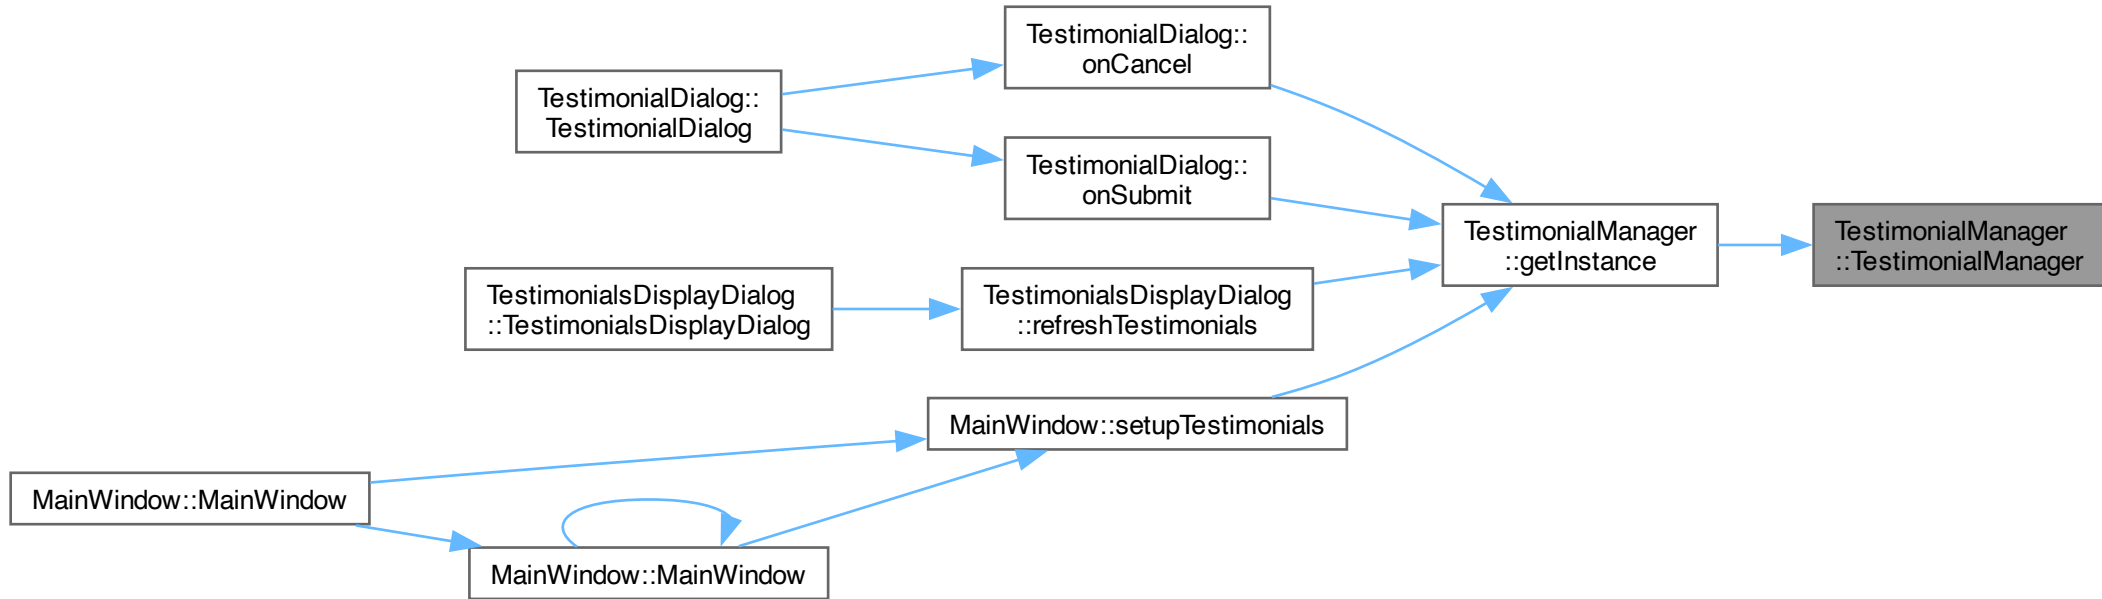 TestimonialDialog::
onCancel
TestimonialDialog::
TestimonialDialog
TestimonialDialog::
onSubmit
TestimonialManager
::getInstance
TestimonialManager
::TestimonialManager
TestimonialsDisplayDialog
::TestimonialsDisplayDialog
TestimonialsDisplayDialog
::refreshTestimonials
MainWindow::setupTestimonials
MainWindow::MainWindow
MainWindow::MainWindow